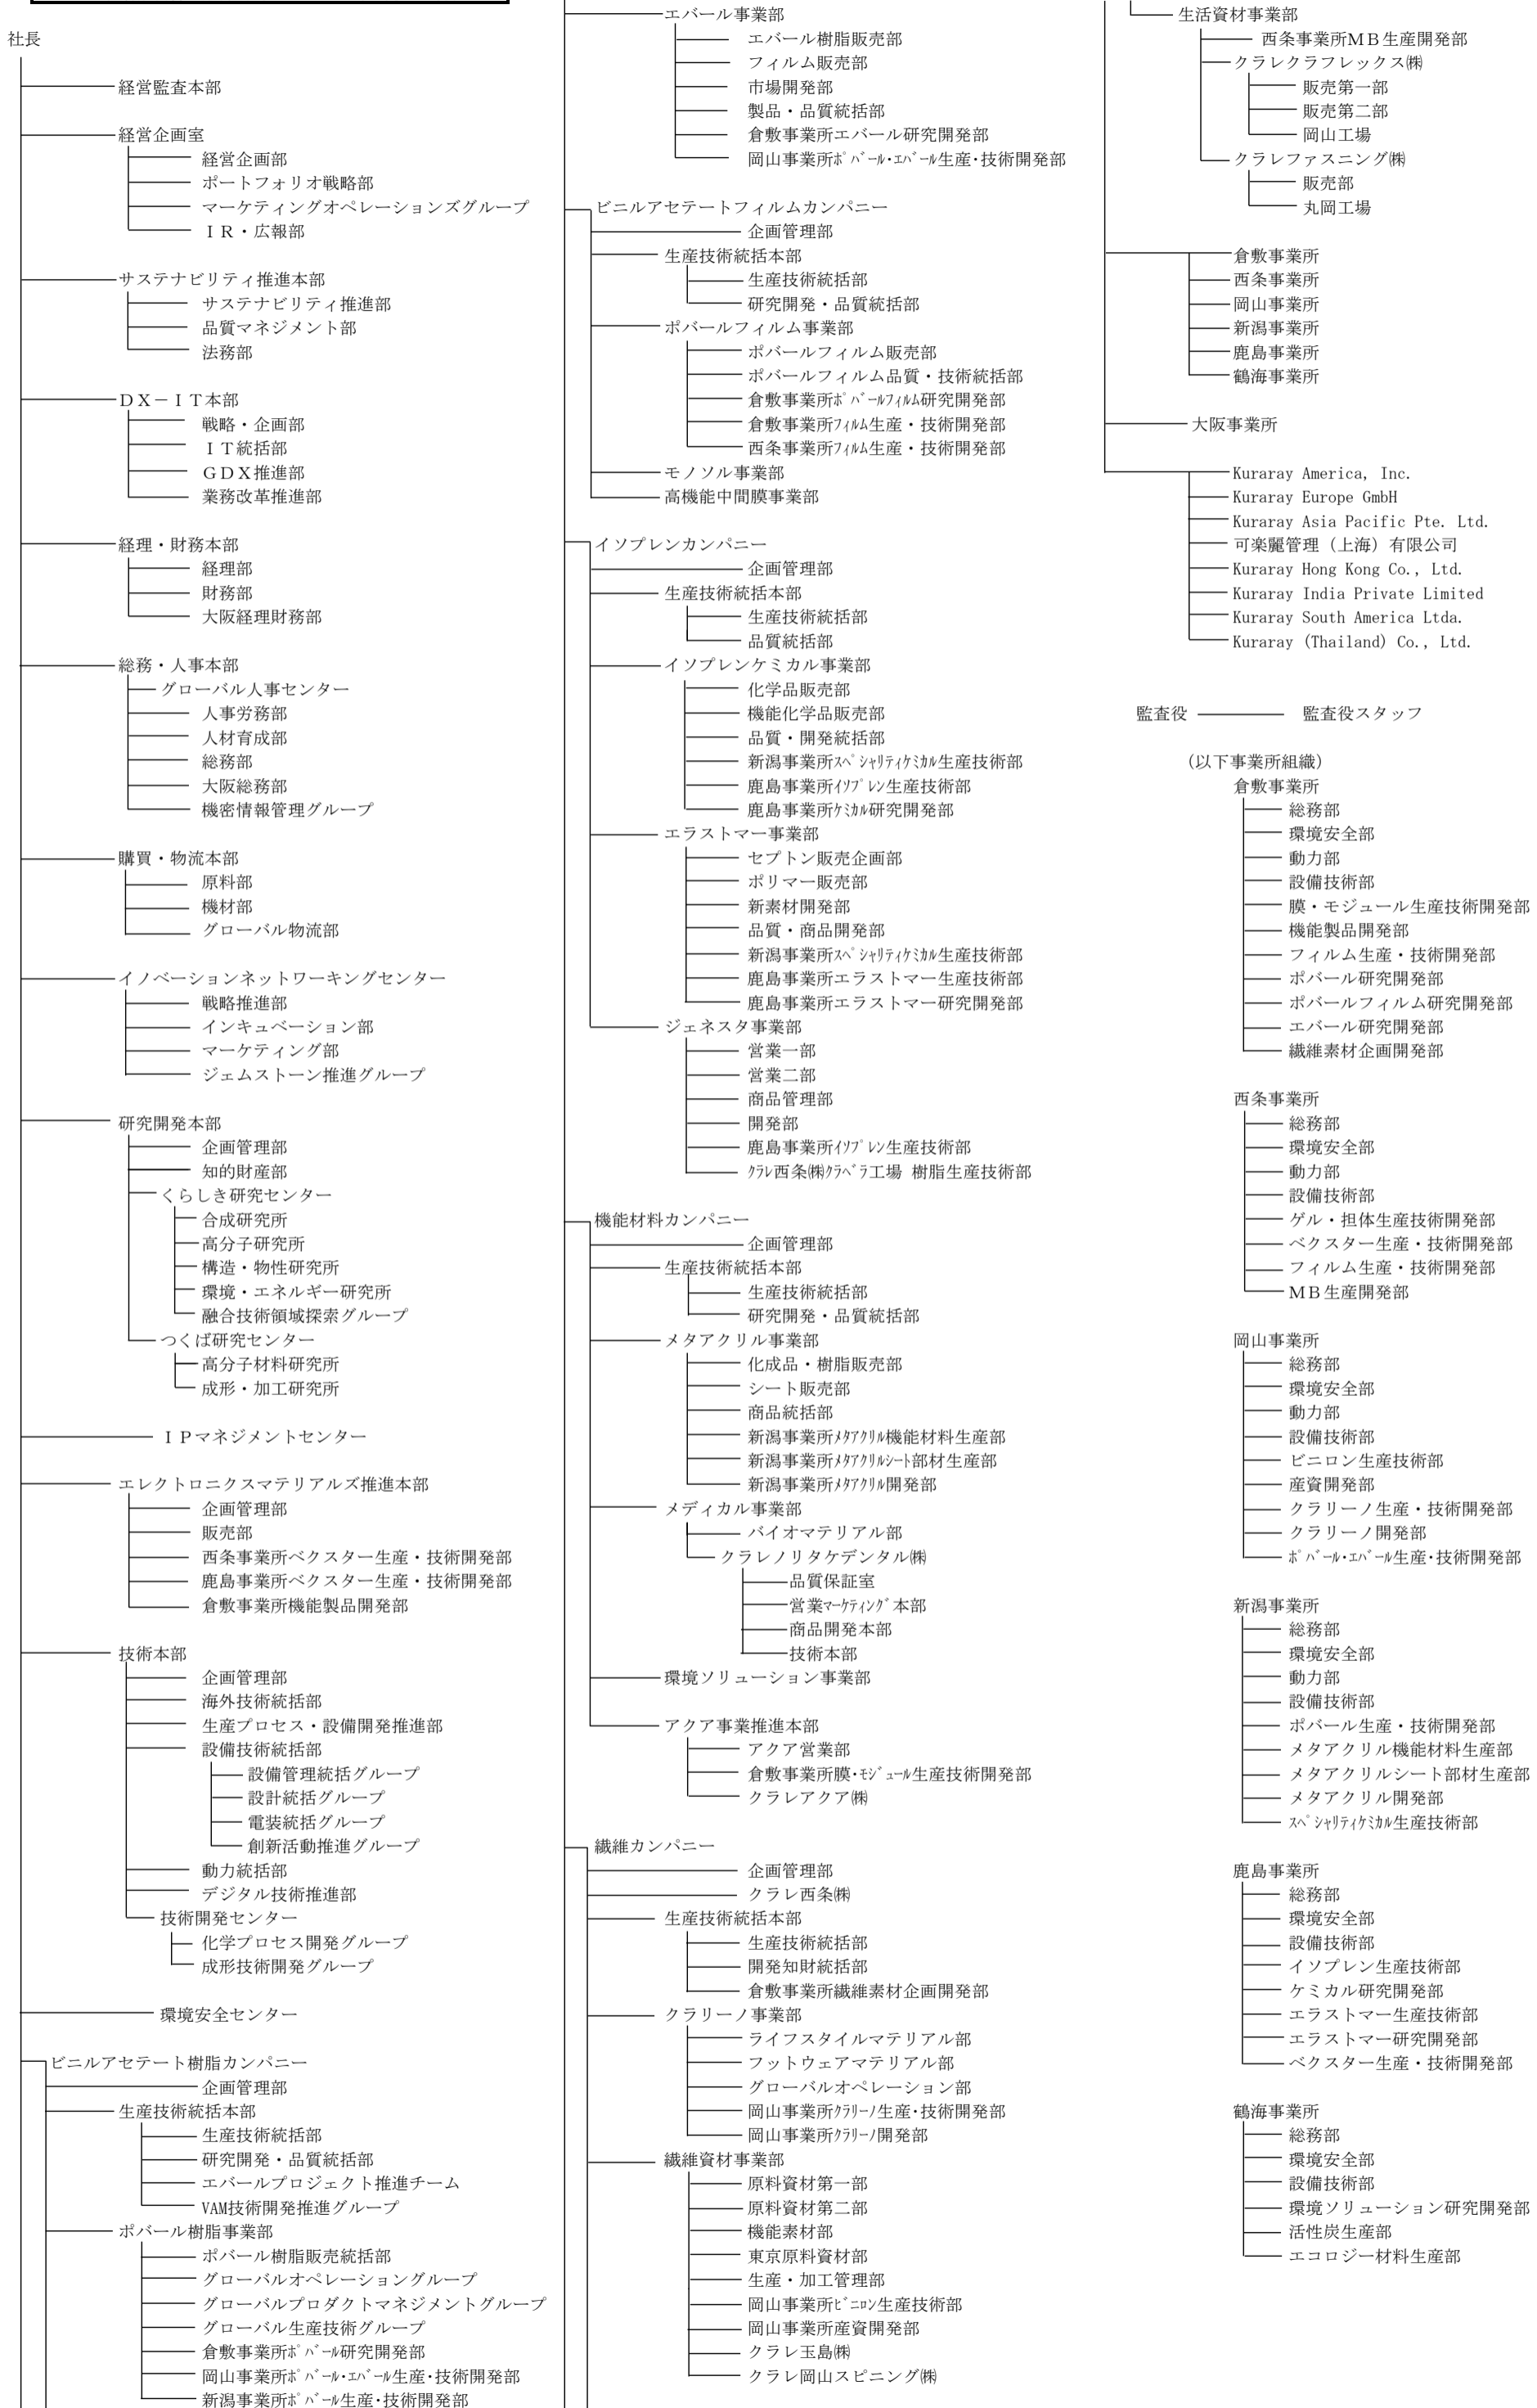 社長
経営監査本部
経営企画室
経営企画部
ポートフォリオ戦略部
マーケティングオペレーションズグループ
ＩＲ・広報部
サステナビリティ推進本部
サステナビリティ推進部
品質マネジメント部
法務部
ＤＸ－ＩＴ本部
戦略・企画部
ＩＴ統括部
ＧＤＸ推進部
業務改革推進部
経理・財務本部
経理部
財務部
大阪経理財務部
総務・人事本部
グローバル人事センター
人事労務部
人材育成部
総務部
大阪総務部
機密情報管理グループ
購買・物流本部
原料部
機材部
グローバル物流部
イノベーションネットワーキングセンター
戦略推進部
インキュベーション部
マーケティング部
ジェムストーン推進グループ
研究開発本部
企画管理部
知的財産部
くらしき研究センター
合成研究所
高分子研究所
構造・物性研究所
環境・エネルギー研究所
融合技術領域探索グループ
つくば研究センター
高分子材料研究所
成形・加工研究所
ＩＰマネジメントセンター
エレクトロニクスマテリアルズ推進本部
企画管理部
販売部
西条事業所ベクスター生産・技術開発部
鹿島事業所ベクスター生産・技術開発部
倉敷事業所機能製品開発部
技術本部
企画管理部
海外技術統括部
生産プロセス・設備開発推進部
設備技術統括部
設備管理統括グループ
設計統括グループ
電装統括グループ
創新活動推進グループ
動力統括部
デジタル技術推進部
技術開発センター
化学プロセス開発グループ
成形技術開発グループ
環境安全センター
ビニルアセテート樹脂カンパニー
企画管理部
生産技術統括本部
生産技術統括部
研究開発・品質統括部
エバールプロジェクト推進チーム
VAM技術開発推進グループ
ポバール樹脂事業部
ポバール樹脂販売統括部
グローバルオペレーショングループ
グローバルプロダクトマネジメントグループ
グローバル生産技術グループ
倉敷事業所ﾎﾟﾊﾞｰﾙ研究開発部
岡山事業所ﾎﾟﾊﾞｰﾙ･ｴﾊﾞｰﾙ生産･技術開発部
新潟事業所ﾎﾟﾊﾞｰﾙ生産･技術開発部
エバール事業部
エバール樹脂販売部
フィルム販売部
市場開発部
製品・品質統括部
倉敷事業所エバール研究開発部
岡山事業所ﾎﾟﾊﾞｰﾙ･ｴﾊﾞｰﾙ生産･技術開発部
ビニルアセテートフィルムカンパニー
企画管理部
生産技術統括本部
生産技術統括部
研究開発・品質統括部
ポバールフィルム事業部
ポバールフィルム販売部
ポバールフィルム品質・技術統括部
倉敷事業所ﾎﾟﾊﾞｰﾙﾌｨﾙﾑ研究開発部
倉敷事業所ﾌｨﾙﾑ生産・技術開発部
西条事業所ﾌｨﾙﾑ生産・技術開発部
モノソル事業部
高機能中間膜事業部
イソプレンカンパニー
企画管理部
生産技術統括本部
生産技術統括部
品質統括部
イソプレンケミカル事業部
化学品販売部
機能化学品販売部
品質・開発統括部
新潟事業所ｽﾍﾟｼｬﾘﾃｨｹﾐｶﾙ生産技術部
鹿島事業所ｲｿﾌﾟﾚﾝ生産技術部
鹿島事業所ｹﾐｶﾙ研究開発部
エラストマー事業部
セプトン販売企画部
ポリマー販売部
新素材開発部
品質・商品開発部
新潟事業所ｽﾍﾟｼｬﾘﾃｨｹﾐｶﾙ生産技術部
鹿島事業所エラストマー生産技術部
鹿島事業所エラストマー研究開発部
ジェネスタ事業部
営業一部
営業二部
商品管理部
開発部
鹿島事業所ｲｿﾌﾟﾚﾝ生産技術部
ｸﾗﾚ西条㈱ｸﾗﾍﾞﾗ工場 樹脂生産技術部
機能材料カンパニー
企画管理部
生産技術統括本部
生産技術統括部
研究開発・品質統括部
メタアクリル事業部
化成品・樹脂販売部
シート販売部
商品統括部
新潟事業所ﾒﾀｱｸﾘﾙ機能材料生産部
新潟事業所ﾒﾀｱｸﾘﾙｼｰﾄ部材生産部
新潟事業所ﾒﾀｱｸﾘﾙ開発部
メディカル事業部
バイオマテリアル部
クラレノリタケデンタル㈱
品質保証室
営業ﾏｰｹﾃｨﾝｸﾞ本部
商品開発本部
技術本部
環境ソリューション事業部
アクア事業推進本部
アクア営業部
倉敷事業所膜･ﾓｼﾞｭｰﾙ生産技術開発部
クラレアクア㈱
繊維カンパニー
企画管理部
クラレ西条㈱
生産技術統括本部
生産技術統括部
開発知財統括部
倉敷事業所繊維素材企画開発部
クラリーノ事業部
ライフスタイルマテリアル部
フットウェアマテリアル部
グローバルオペレーション部
岡山事業所ｸﾗﾘｰﾉ生産･技術開発部
岡山事業所ｸﾗﾘｰﾉ開発部
繊維資材事業部
原料資材第一部
原料資材第二部
機能素材部
東京原料資材部
生産・加工管理部
岡山事業所ﾋﾞﾆﾛﾝ生産技術部
岡山事業所産資開発部
クラレ玉島㈱
クラレ岡山スピニング㈱
生活資材事業部
西条事業所ＭＢ生産開発部
クラレクラフレックス㈱
販売第一部
販売第二部
岡山工場
クラレファスニング㈱
販売部
丸岡工場
倉敷事業所
西条事業所
岡山事業所
新潟事業所
鹿島事業所
鶴海事業所
大阪事業所
Kuraray America, Inc.
Kuraray Europe GmbH
Kuraray Asia Pacific Pte. Ltd.
可楽麗管理（上海）有限公司
Kuraray Hong Kong Co., Ltd.
Kuraray India Private Limited
Kuraray South America Ltda.
Kuraray (Thailand) Co., Ltd.
監査役 監査役スタッフ
（以下事業所組織）
倉敷事業所
総務部
環境安全部
動力部
設備技術部
膜・モジュール生産技術開発部
機能製品開発部
フィルム生産・技術開発部
ポバール研究開発部
ポバールフィルム研究開発部
エバール研究開発部
繊維素材企画開発部
西条事業所
総務部
環境安全部
動力部
設備技術部
ゲル・担体生産技術開発部
ベクスター生産・技術開発部
フィルム生産・技術開発部
ＭＢ生産開発部
岡山事業所
総務部
環境安全部
動力部
設備技術部
ビニロン生産技術部
産資開発部
クラリーノ生産・技術開発部
クラリーノ開発部
ﾎﾟﾊﾞｰﾙ･ｴﾊﾞｰﾙ生産･技術開発部
新潟事業所
総務部
環境安全部
動力部
設備技術部
ポバール生産・技術開発部
メタアクリル機能材料生産部
メタアクリルシート部材生産部
メタアクリル開発部
ｽﾍﾟｼｬﾘﾃｨｹﾐｶﾙ生産技術部
鹿島事業所
総務部
環境安全部
設備技術部
イソプレン生産技術部
ケミカル研究開発部
エラストマー生産技術部
エラストマー研究開発部
ベクスター生産・技術開発部
鶴海事業所
総務部
環境安全部
設備技術部
環境ソリューション研究開発部
活性炭生産部
エコロジー材料生産部